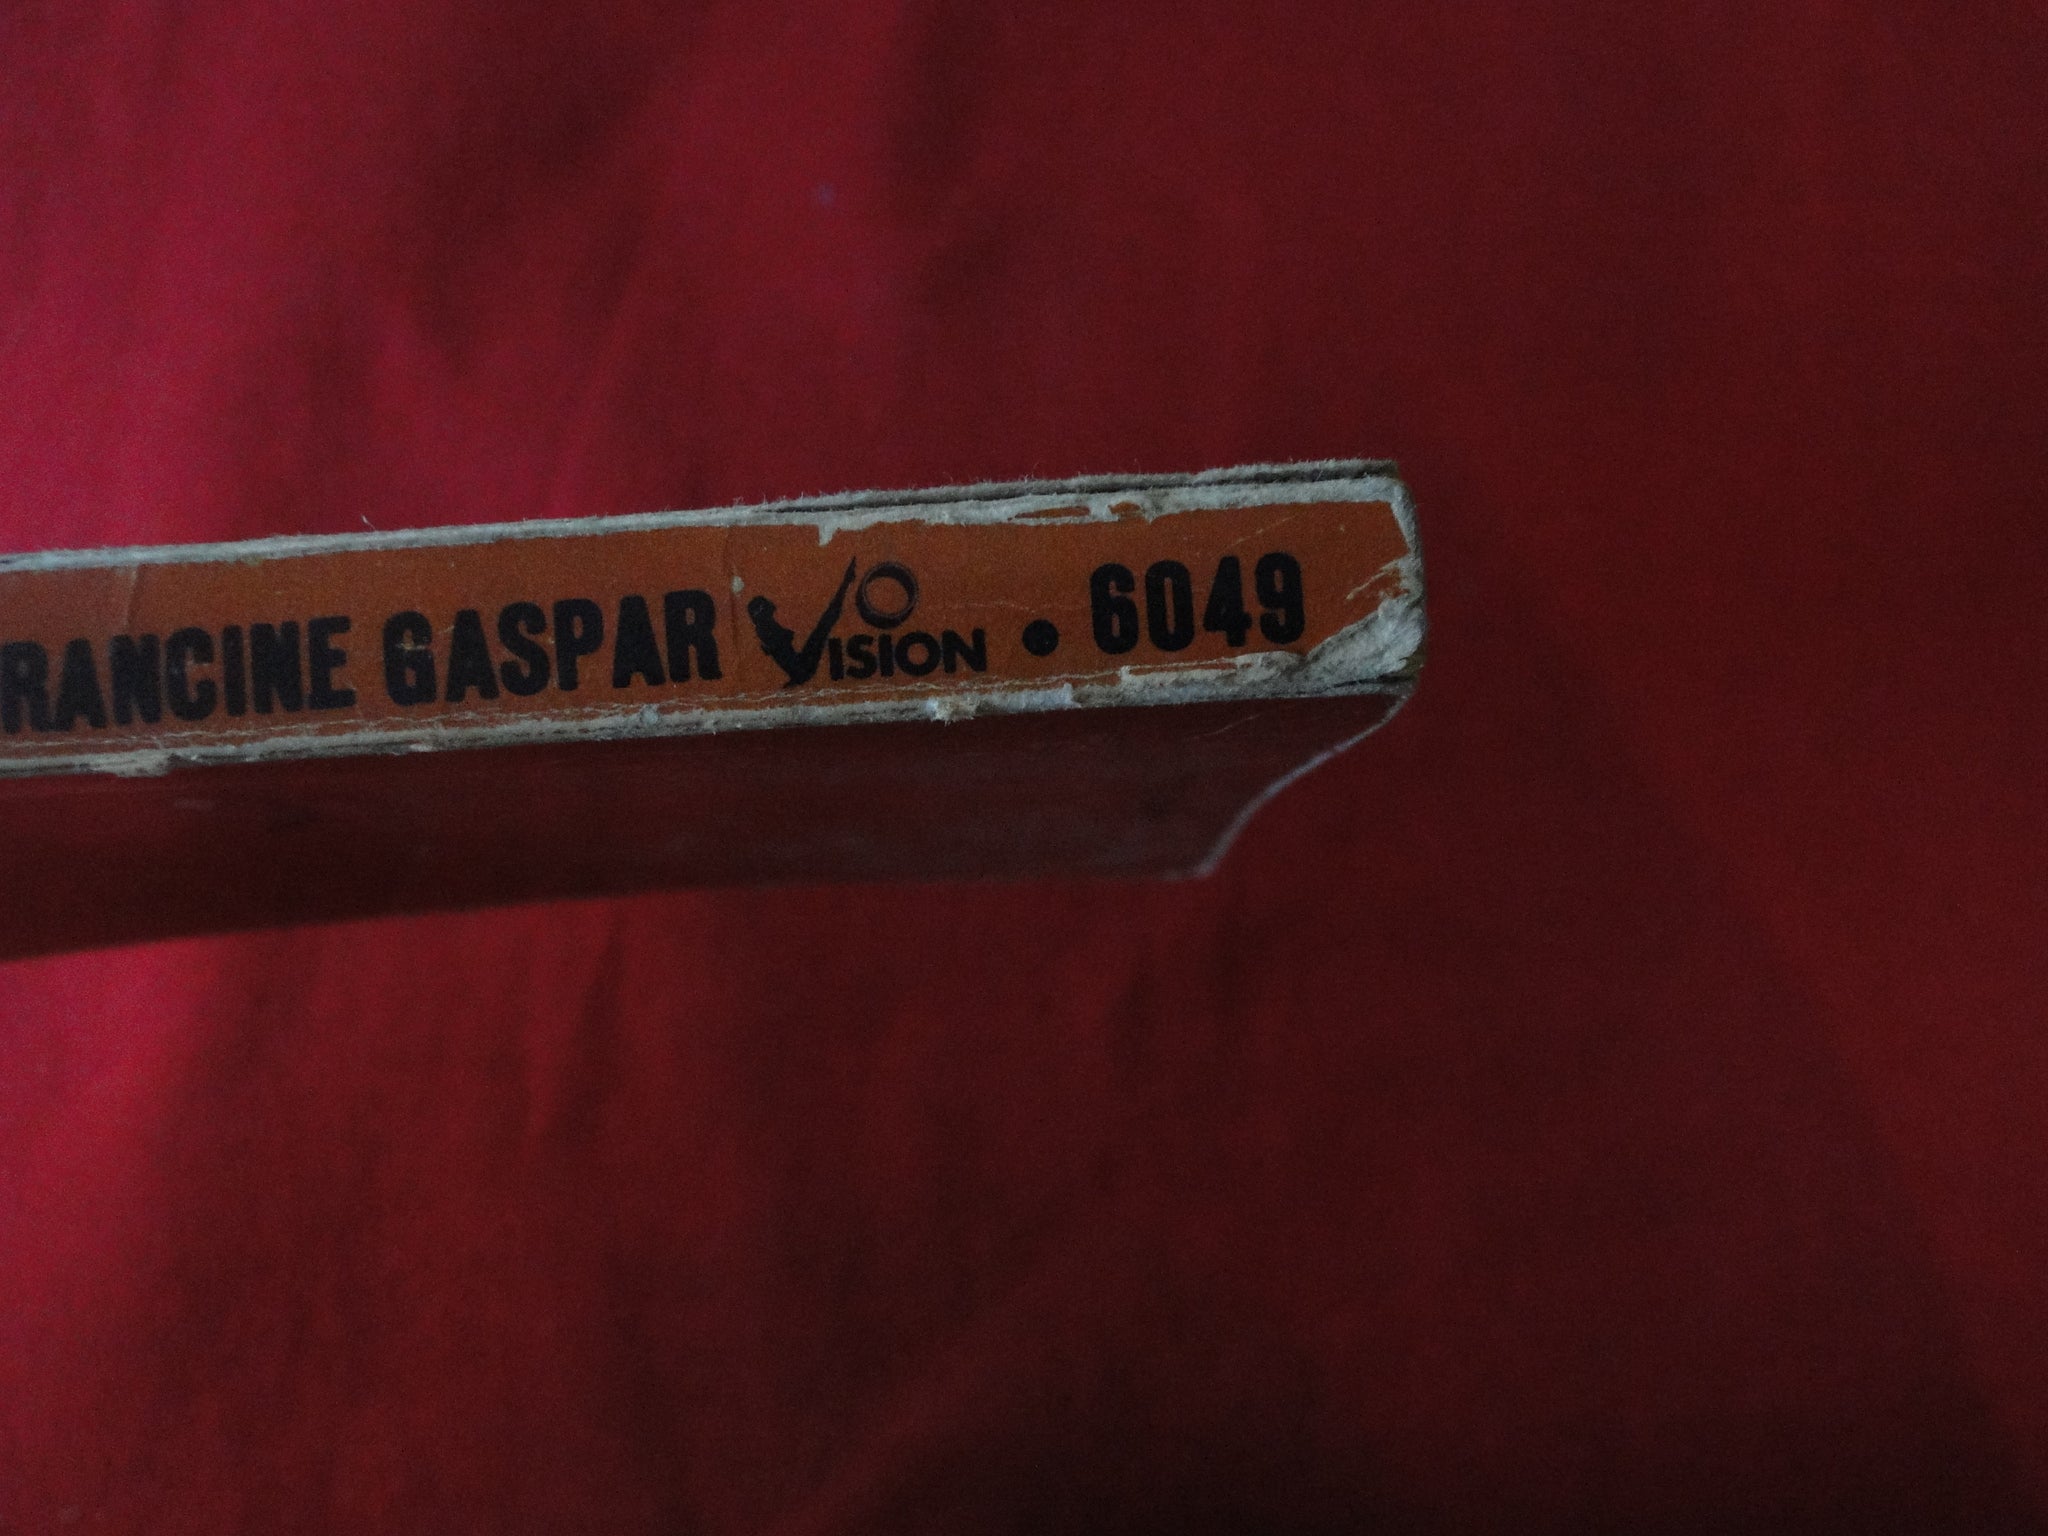 RANCINE GASPAR VISION • 6049